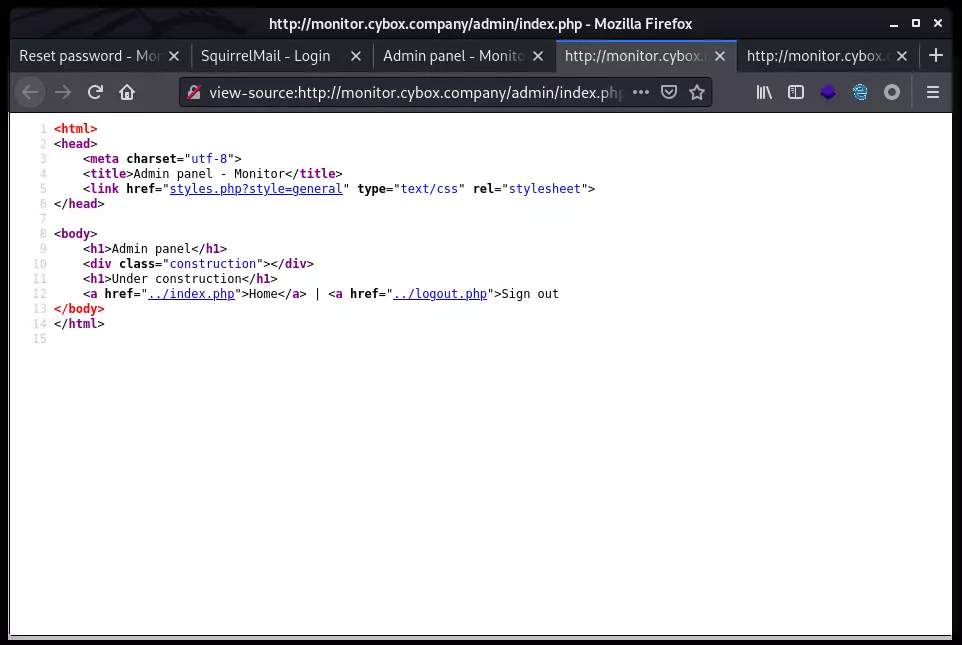 http://monitor.cybox.company/admin/index.php - Mozilla Firefox
Reset password - Mo
SquirrelMail - Login
Admin panel - Monito
http://monitor.cybox.
http://monitor.cybox.
view-source:http://monitor.cybox.company/admin/index.php
1 <html>
2 <head>
3 <meta charset="utf-8">
4 <title>Admin panel - Monitor</title>
5 <link href="styles.php?style=general" type="text/css" rel="stylesheet">
6 </head>
7
8 <body>
9 <h1>Admin panel</h1>
10 <div class="construction"></div>
11 <h1>Under construction</h1>
12 <a href="../index.php">Home</a> | <a href="../logout.php">Sign out
13 </body>
14 </html>
15